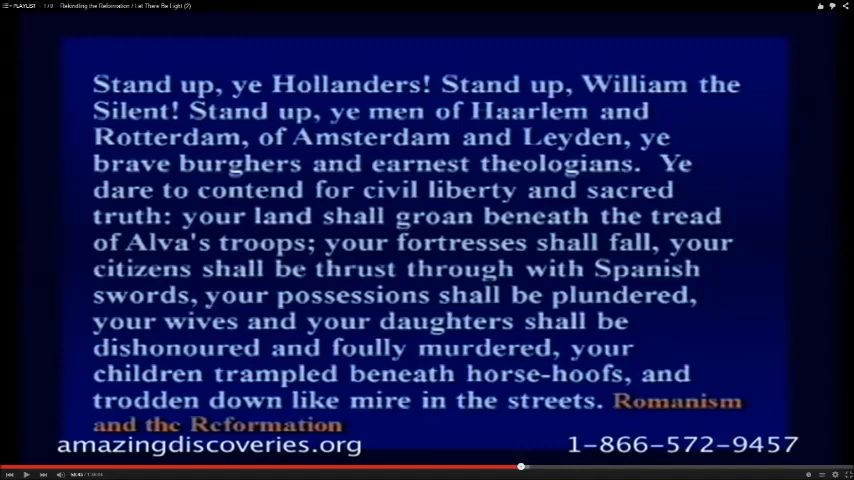 PLAYLIST
Rekindling the Reformation / Let There Be Light (2)
Stand up, ye Hollanders! Stand up, William the
Silent! Stand up, ye men of Haarlem and
Rotterdam, of Amsterdam and Leyden, ye
brave burghers and earnest theologians. Ye
dare to contend for civil liberty and sacred
truth: your land shall groan beneath the tread
of Alva's troops; your fortresses shall fall, your
citizens shall be thrust through with Spanish
swords, your possessions shall be plundered,
your wives and your daughters shall be
dishonoured and foully murdered, your
children trampled beneath horse-hoofs, and
trodden down like mire in the streets. Romanism
and the Reformation
amazingdiscoveries.org 1-866-572-9457